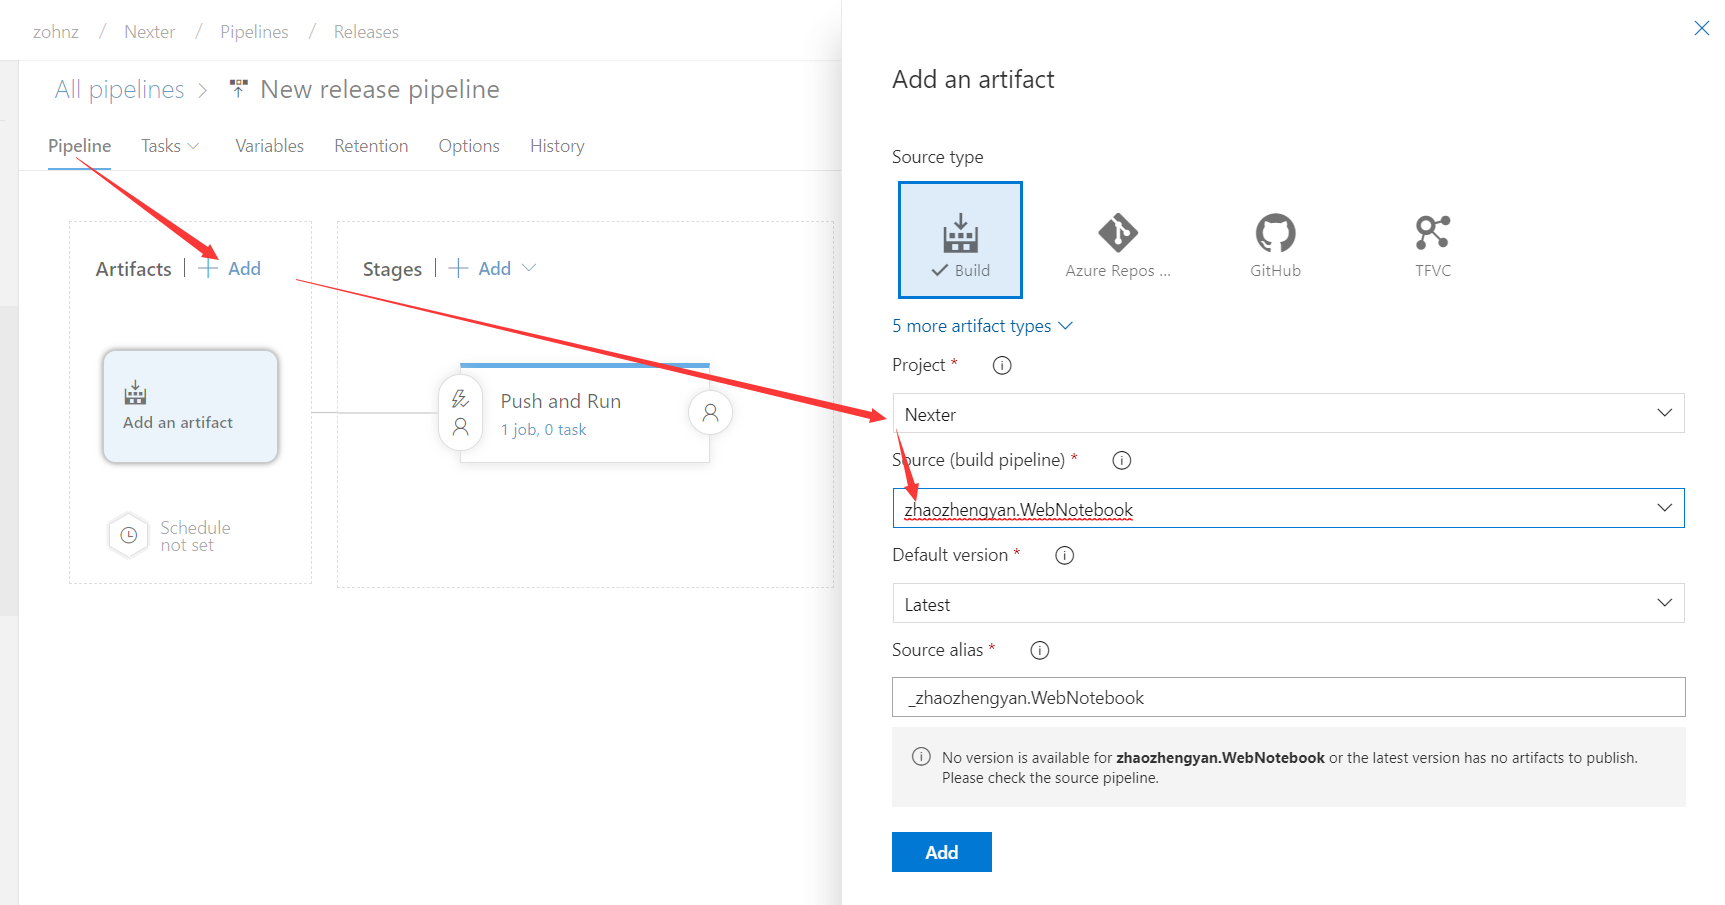 zohnz / Nexter / Pipelines / Releases
All pipelines > New release pipeline
Pipeline Tasks Variables Retention Options History
Artifacts | + Add
Add an artifact
Schedule
not set
Stages | + Add
Push and Run
1 job, 0 task
Add an artifact
Source type
Build
Azure Repos ...
GitHub
TFVC
5 more artifact types
Project *
Nexter
Source (build pipeline) *
zhaozhengyan.WebNotebook
Default version *
Latest
Source alias *
_zhaozhengyan.WebNotebook
No version is available for zhaozhengyan.WebNotebook or the latest version has no artifacts to publish.
Please check the source pipeline.
Add